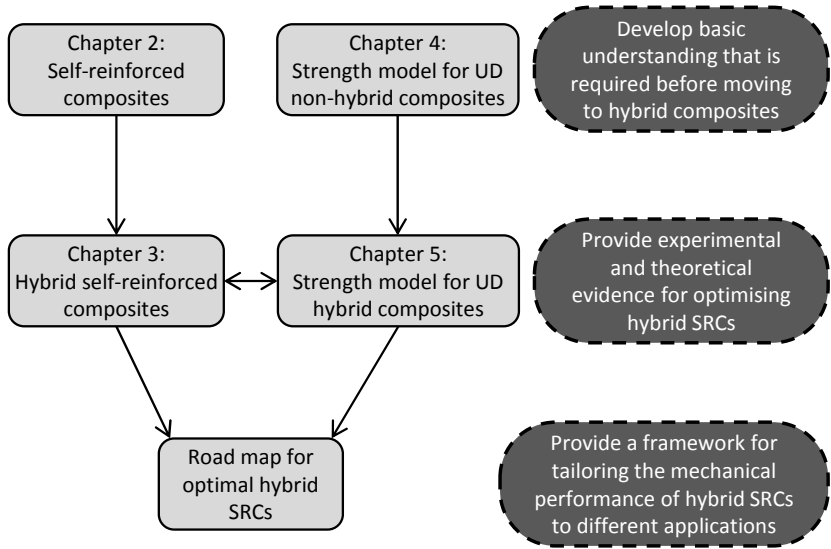 Chapter 2:
Self-reinforced
composites
Chapter 4:
Strength model for UD
non-hybrid composites
Develop basic
understanding that is
required before moving
to hybrid composites
Chapter 3:
Hybrid self-reinforced
composites
Chapter 5:
Strength model for UD
hybrid composites
Provide experimental
and theoretical
evidence for optimising
hybrid SRCs
Road map for
optimal hybrid
SRCs
Provide a framework for
tailoring the mechanical
performance of hybrid SRCs
to different applications